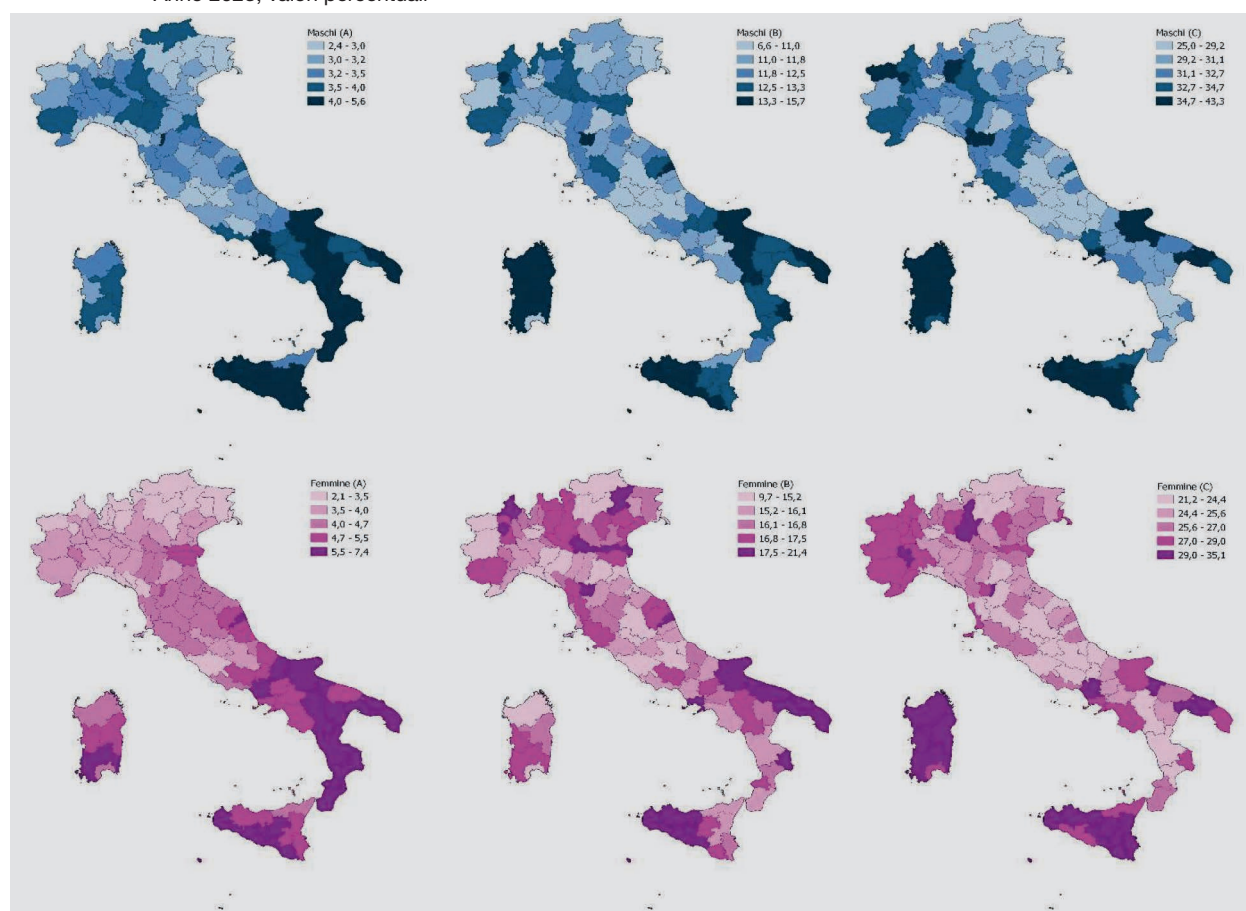 Maschi (A)
2,4 - 3,0
3,0 - 3,2
3,2 - 3,5
3,5 - 4,0
4,0 - 5,6
Maschi (B)
6,6 - 11,0
11,0 - 11,8
11,8 - 12,5
12,5 - 13,3
13,3 - 15,7
Maschi (C)
25,0 - 29,2
29,2 - 31,1
31,1 - 32,7
32,7 - 34,7
34,7 - 43,3
Femmine (A)
2,1 - 3,5
3,5 - 4,0
4,0 - 4,7
4,7 - 5,5
5,5 - 7,4
Femmine (B)
9,7 - 15,2
15,2 - 16,1
16,1 - 16,8
16,8 - 17,5
17,5 - 21,4
Femmine (C)
21,2 - 24,4
24,4 - 25,6
25,6 - 27,0
27,0 - 29,0
29,0 - 35,1